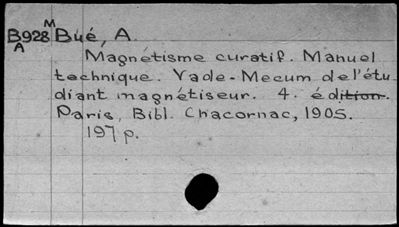 M
B928 Bué, A.
A
Magnétisme curatif. Manuel
technique. Vade-Mecum de l'étu
diant magnétiseur. 4. édition.
Paris, Bibl. Chacornac, 1905.
197 p.